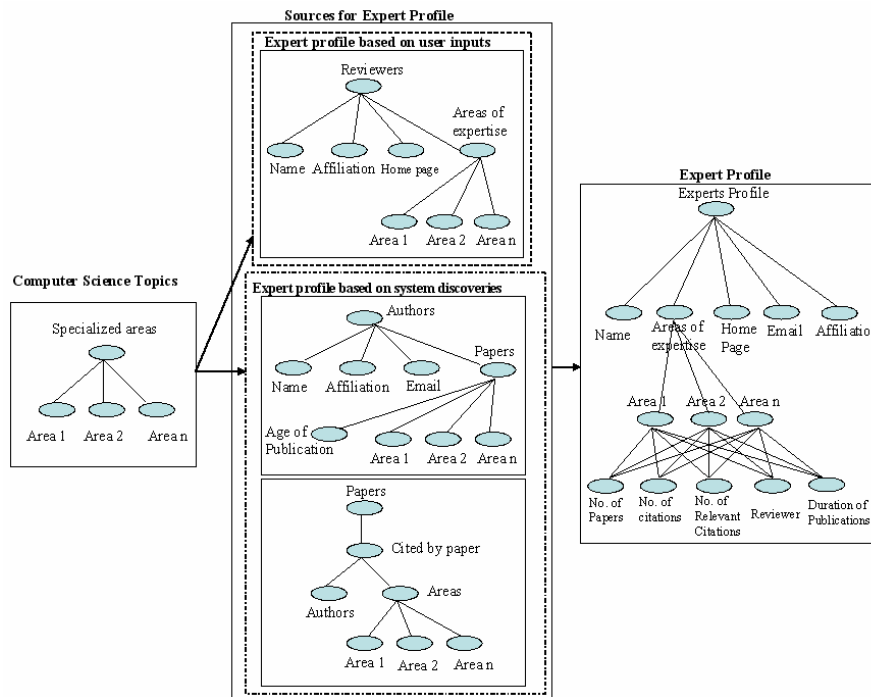 Sources for Expert Profile
Expert profile based on user inputs
Reviewers
Areas of
expertise
Name
Affiliation
Home page
Area 1
Area 2
Area n
Computer Science Topics
Specialized areas
Area 1
Area 2
Area n
Expert profile based on system discoveries
Authors
Papers
Name
Affiliation
Email
Age of
Publication
Area 1
Area 2
Area n
Papers
Cited by paper
Authors
Areas
Area 1
Area 2
Area n
Expert Profile
Experts Profile
Name
Areas of
expertise
Home
Page
Email
Affiliation
Area 1
Area 2
Area n
No. of
Papers
No. of
citations
No. of
Relevant
Citations
Reviewer
Duration of
Publications